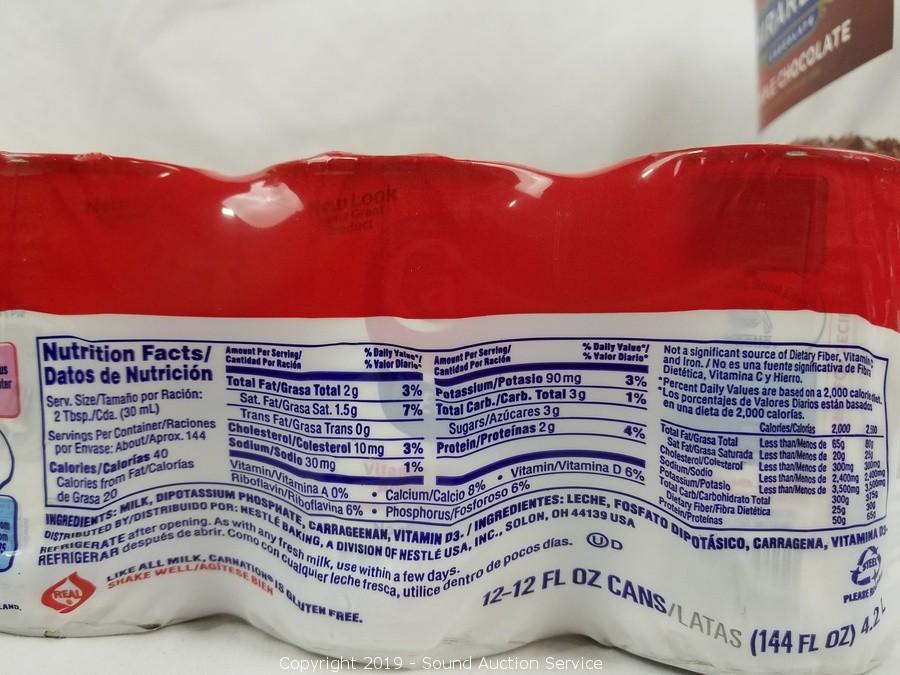 CHOCOLATE
New Look
Same Great
Product
Nutrition Facts/
Datos de Nutrición
Serv. Size/Tamaño por Ración:
2 Tbsp./Cda. (30 mL)
Servings Per Container/Raciones
por Envase: About/Aprox. 144
Calories/Calorías 40
Calories from Fat/Calorías
de Grasa 20
Amount Per Serving/
Cantidad Por Ración
% Daily Value*/
% Valor Diario*
Total Fat/Grasa Total 2g 3%
Sat. Fat/Grasa Sat. 1.5g 7%
Trans Fat/Grasa Trans 0g
Cholesterol/Colesterol 10mg 3%
Sodium/Sodio 30mg 1%
Amount Per Serving/
Cantidad Por Ración
% Daily Value*/
% Valor Diario*
Potassium/Potasio 90mg 3%
Total Carb./Carb. Total 3g 1%
Sugars/Azúcares 3g
Protein/Proteínas 2g 4%
Vitamin/Vitamina A 0% • Calcium/Calcio 8% • Vitamin/Vitamina D 6%
Riboflavin/Riboflavina 6% • Phosphorus/Fosforoso 6%
Not a significant source of Dietary Fiber, Vitamin
and Iron. / No es una fuente significativa de Fibra
Dietética, Vitamina C y Hierro.
*Percent Daily Values are based on a 2,000 calorie diet.
*Los porcentajes de Valores Diarios están basados
en una dieta de 2,000 calorías.
Calories/Calorías 2,000 2,500
Total Fat/Grasa Total Less than/Menos de 65g 80g
Sat Fat/Grasa Saturada Less than/Menos de 20g 25g
Cholesterol/Colesterol Less than/Menos de 300mg 300mg
Sodium/Sodio Less than/Menos de 2,400mg 2,400mg
Potassium/Potasio 3,500mg 3,500mg
Total Carb/Carbohidrato Total 300g 375g
Dietary Fiber/Fibra Dietética 25g 30g
Protein/Proteínas 50g 65g
INGREDIENTS: MILK, DIPOTASSIUM PHOSPHATE, CARRAGEENAN, VITAMIN D3. / INGREDIENTES: LECHE, FOSFATO DIPOTÁSICO, CARRAGENA, VITAMINA D3.
DISTRIBUTED BY/DISTRIBUIDO POR: NESTLÉ BAKING, A DIVISION OF NESTLÉ USA, INC., SOLON, OH 44139 USA
REFRIGERATE after opening. As with any fresh milk, use within a few days.
REFRIGERAR después de abrir. Como con cualquier leche fresca, utilice dentro de pocos días.
U D
REAL
LIKE ALL MILK, CARNATION® IS GLUTEN FREE.
SHAKE WELL/AGÍTESE BIEN
12-12 FL OZ CANS/LATAS (144 FL OZ) 4.2 L
STEEL
PLEASE
Copyright 2019 - Sound Auction Service